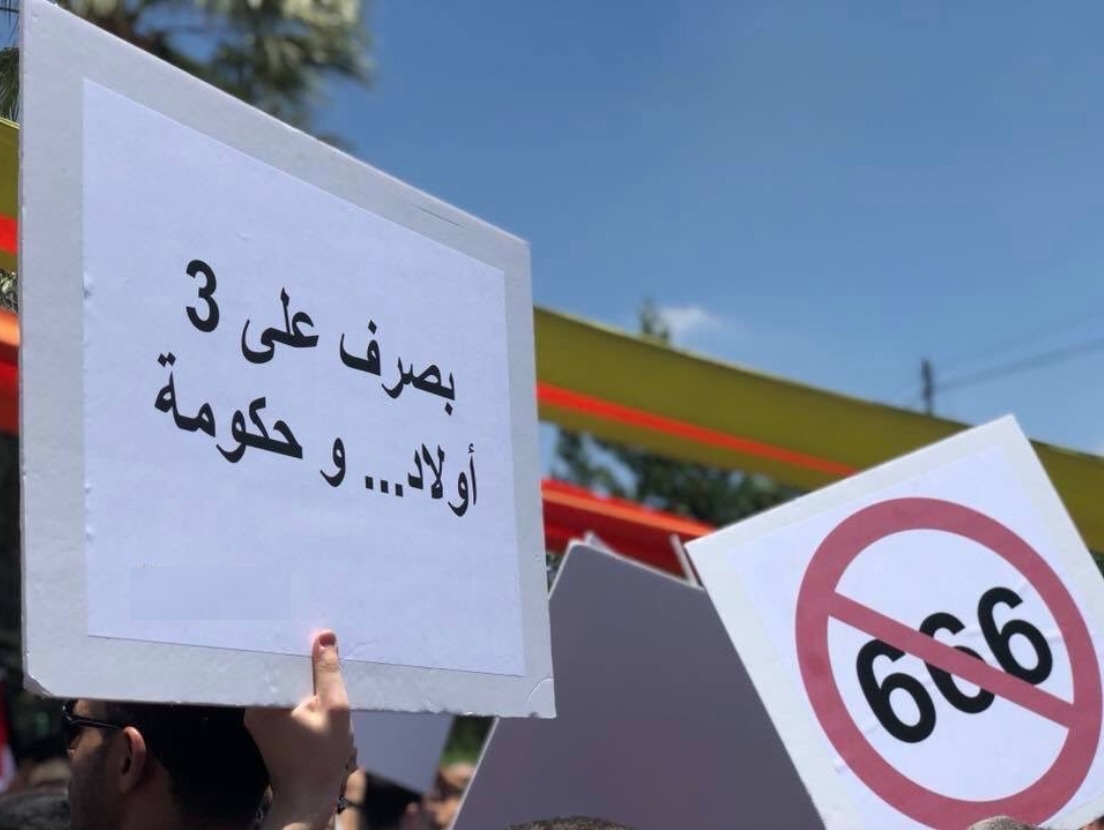 بصرف على 3
أولاد... و حكومة
666